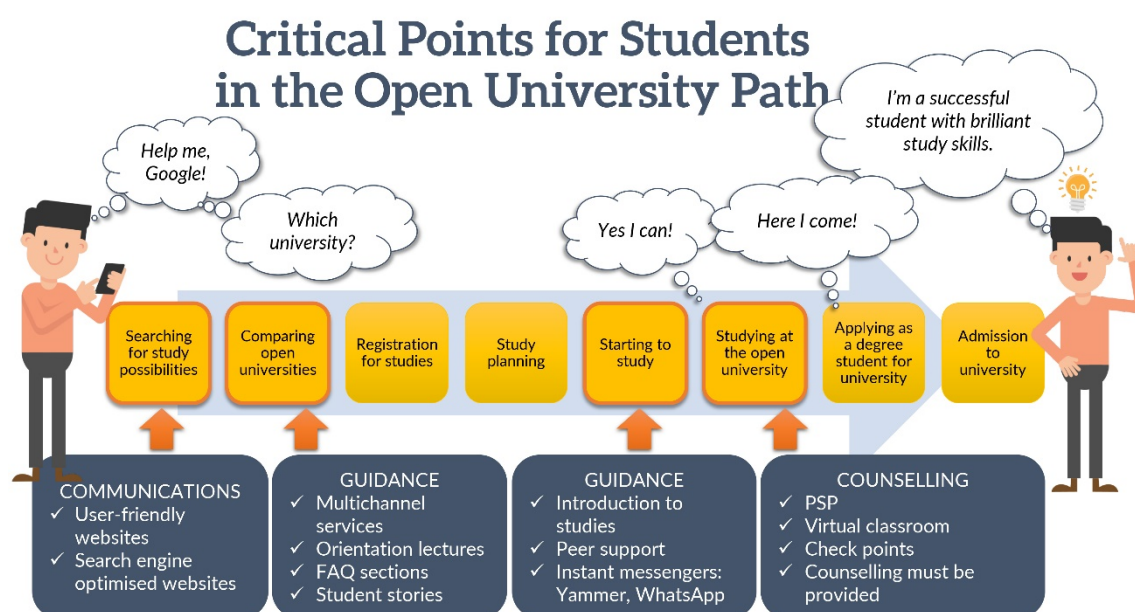 Critical Points for Students
in the Open University Path
Help me,
Google!
Which
university?
Yes I can!
Here I come!
I'm a successful
student with brilliant
study skills.
Searching
for study
possibilities
Comparing
open
universities
Registration
for studies
Study
planning
Starting to
study
Studying at
the open
university
Applying as
a degree
student for
university
Admission
to
university
COMMUNICATIONS
✓ User-friendly
websites
✓ Search engine
optimised websites
GUIDANCE
✓ Multichannel
services
✓ Orientation lectures
✓ FAQ sections
✓ Student stories
GUIDANCE
✓ Introduction to
studies
✓ Peer support
✓ Instant messengers:
Yammer, WhatsApp
COUNSELLING
✓ PSP
✓ Virtual classroom
✓ Check points
✓ Counselling must be
provided